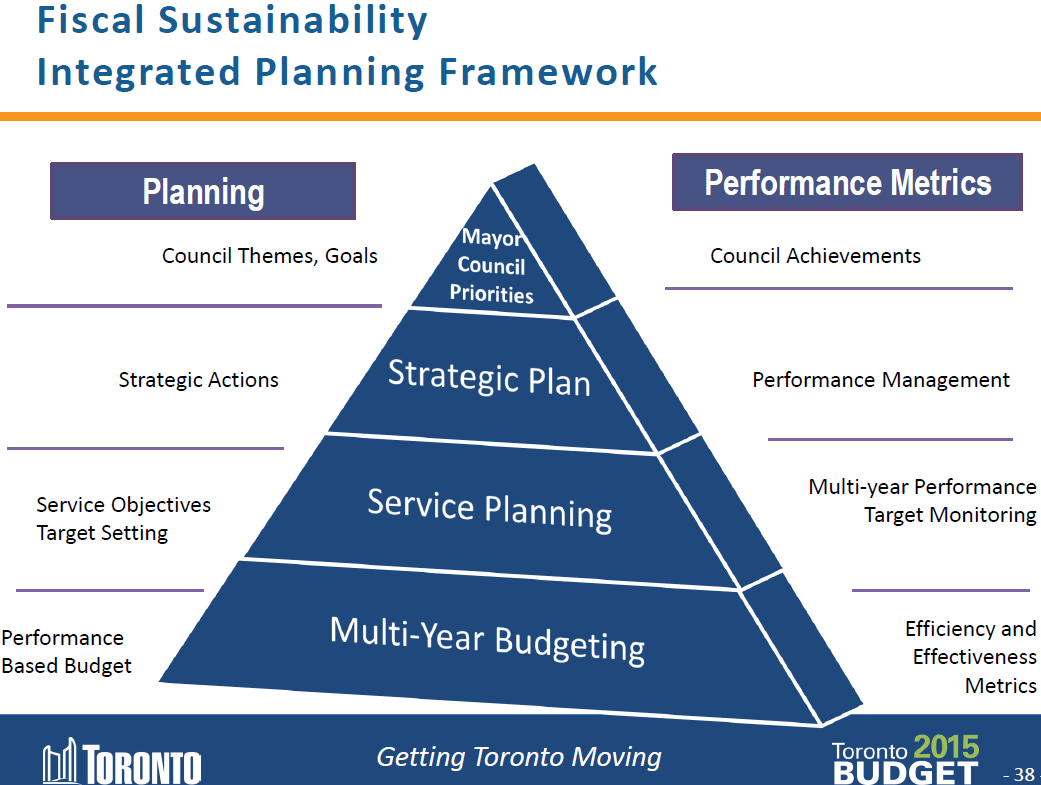 Fiscal Sustainability
Integrated Planning Framework
Planning
Performance Metrics
Council Themes, Goals
Mayor
Council
Priorities
Council Achievements
Strategic Actions
Strategic Plan
Performance Management
Service Objectives
Target Setting
Service Planning
Multi-year Performance
Target Monitoring
Performance
Based Budget
Multi-Year Budgeting
Efficiency and
Effectiveness
Metrics
TORONTO
Getting Toronto Moving
Toronto 2015
BUDGET
- 38 -